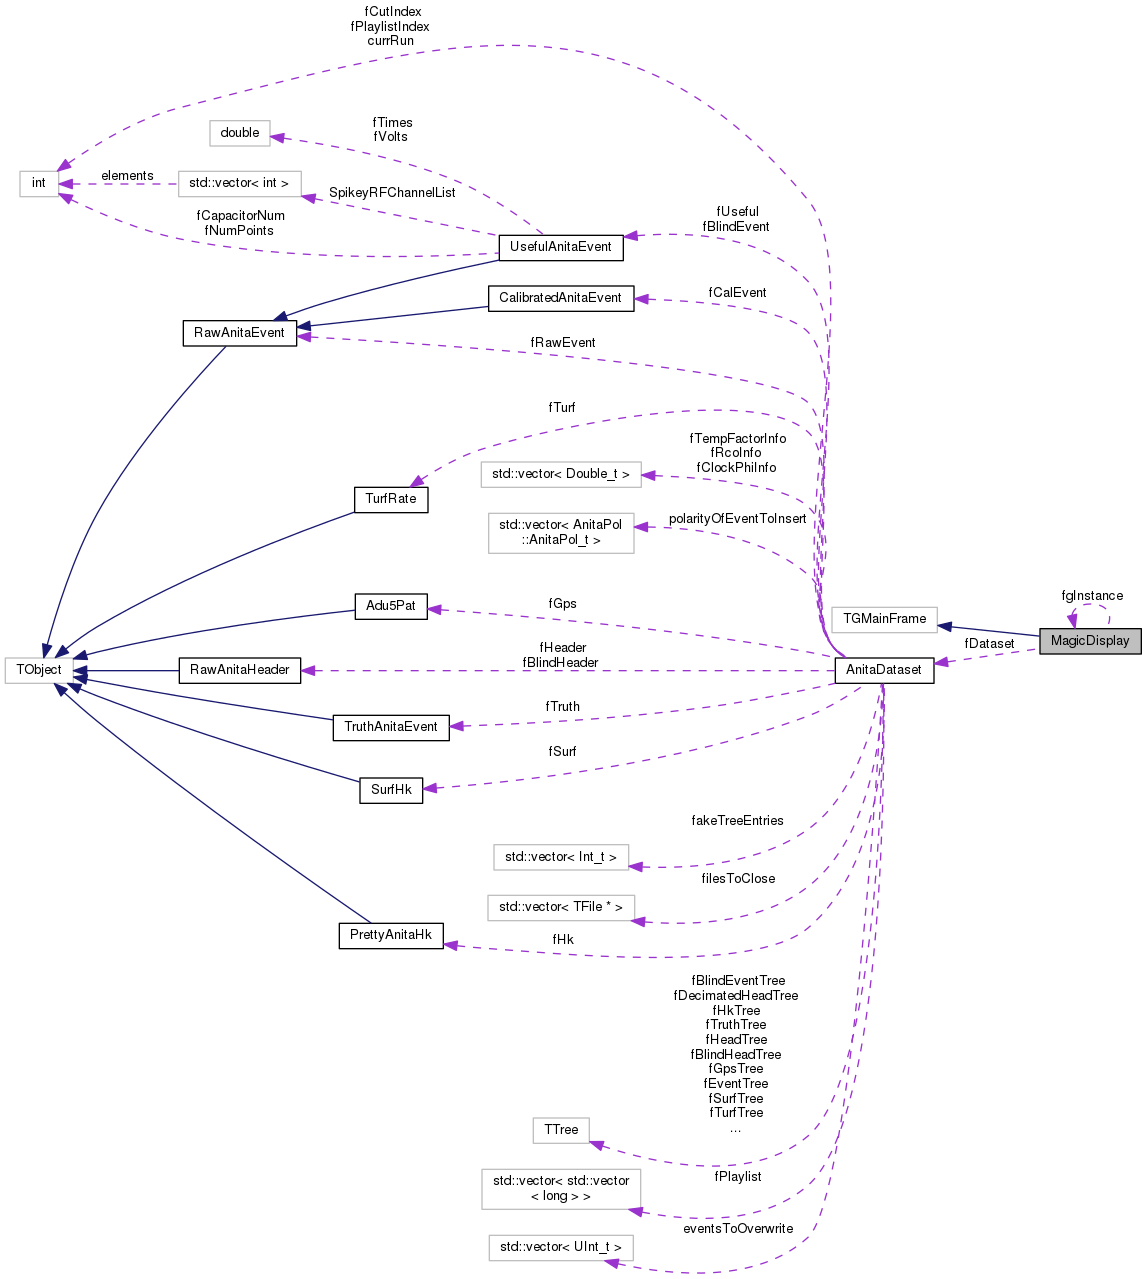 fCutIndex
fPlaylistIndex
currRun
double
fTimes
fVolts
int
elements
std::vector< int >
SpikeyRFChannelList
fCapacitorNum
fNumPoints
fUseful
fBlindEvent
UsefulAnitaEvent
CalibratedAnitaEvent
fCalEvent
RawAnitaEvent
fRawEvent
fTurf
fTempFactorInfo
fRcoInfo
fClockPhiInfo
std::vector< Double_t >
TurfRate
polarityOfEventToInsert
std::vector< AnitaPol
::AnitaPol_t >
Adu5Pat
fGps
TGMainFrame
fgInstance
MagicDisplay
fDataset
TObject
RawAnitaHeader
fHeader
fBlindHeader
AnitaDataset
fTruth
TruthAnitaEvent
fSurf
SurfHk
fakeTreeEntries
std::vector< Int_t >
filesToClose
std::vector< TFile * >
PrettyAnitaHk
fHk
fBlindEventTree
fDecimatedHeadTree
fHkTree
fTruthTree
fHeadTree
fBlindHeadTree
fGpsTree
fEventTree
fSurfTree
fTurfTree
...
TTree
fPlaylist
std::vector< std::vector
< long > >
eventsToOverwrite
std::vector< UInt_t >